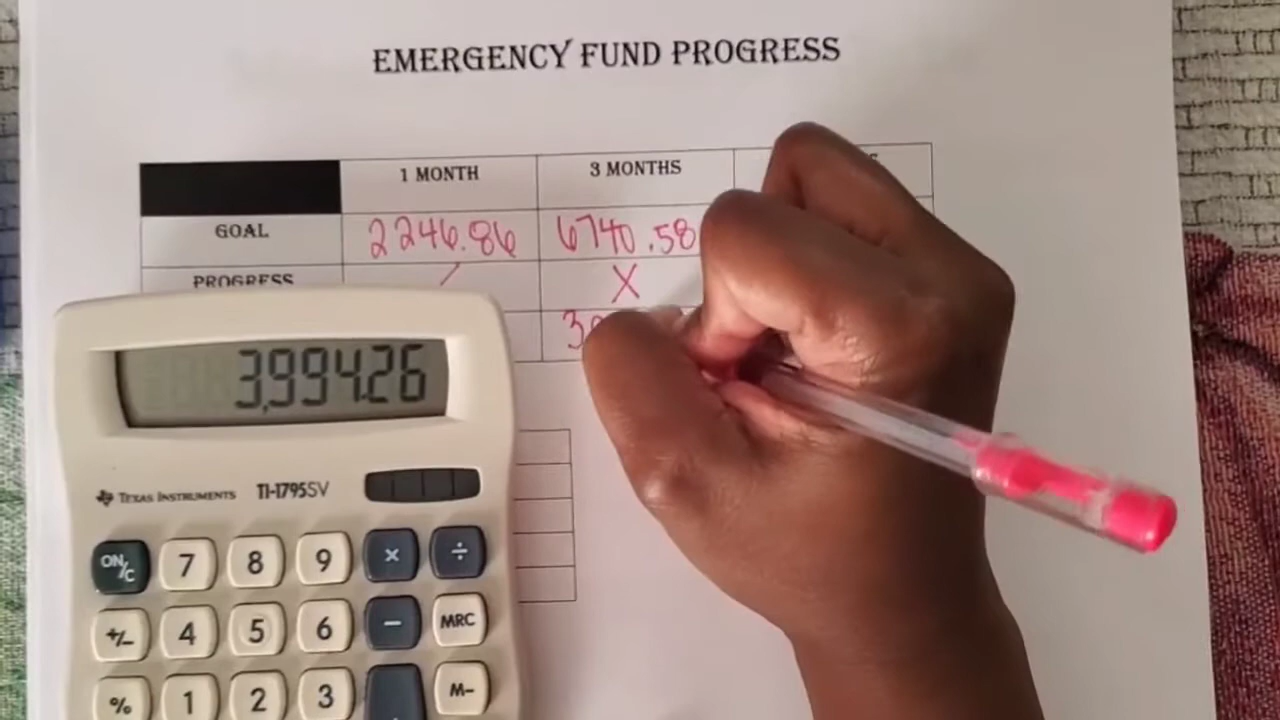 EMERGENCY FUND PROGRESS
1 MONTH 3 MONTHS
GOAL 2246.86 6740.58
PROGRESS X
3,994.26
TEXAS INSTRUMENTS TI-1795SV
ON/C 7 8 9 × ÷
+/− 4 5 6 − MRC
% 1 2 3 M−